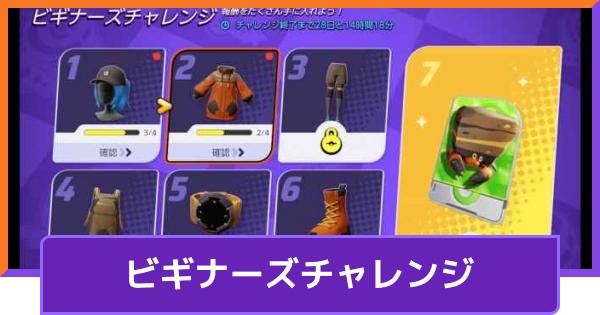 ビギナーズチャレンジ
報酬をたくさん手に入れよう!
チャレンジ終了まで28日と14時間18分
1
2
3
7
3/4
2/4
確認
確認
4
5
6
ビギナーズチャレンジ